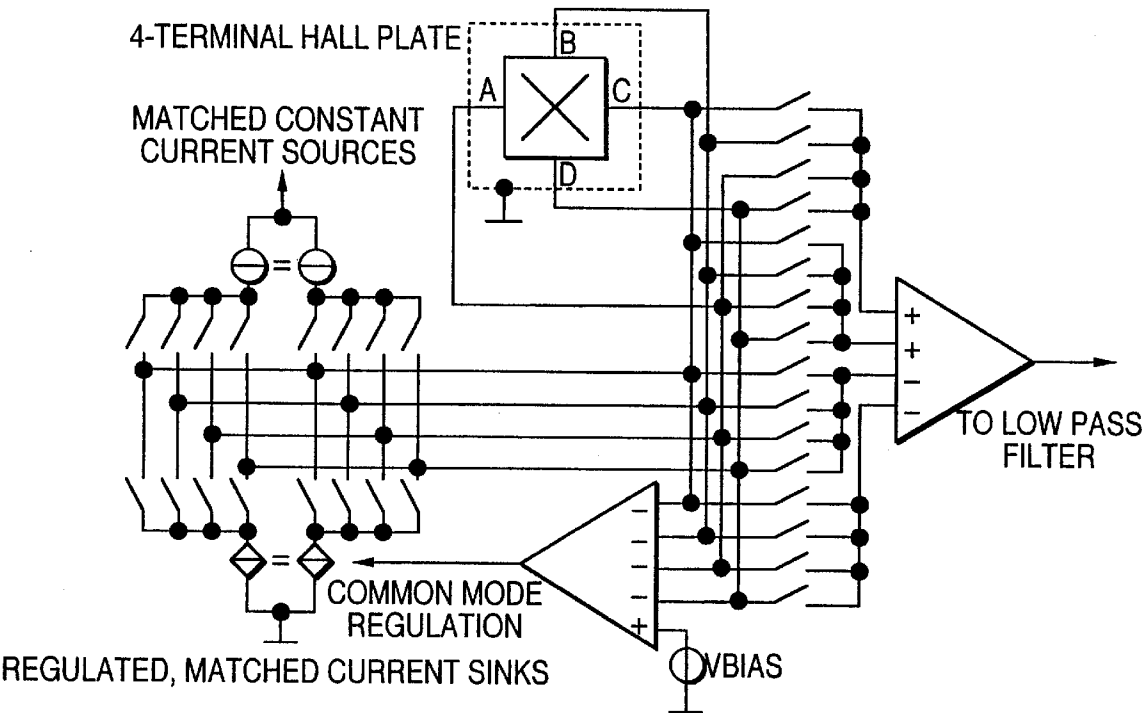 4-TERMINAL HALL PLATE
B
A
C
D
MATCHED CONSTANT
CURRENT SOURCES
=
+
+
−
−
TO LOW PASS
FILTER
−
−
−
−
+
=
COMMON MODE
REGULATION
VBIAS
REGULATED, MATCHED CURRENT SINKS